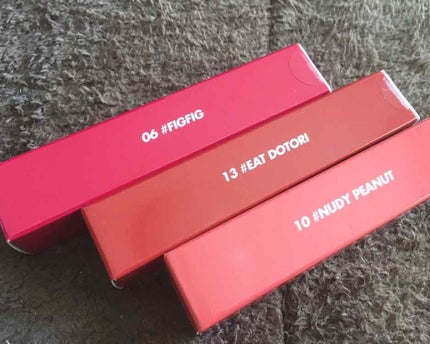 06 #FIGFIG
13 #EAT DOTORI
10 #NUDY PEANUT